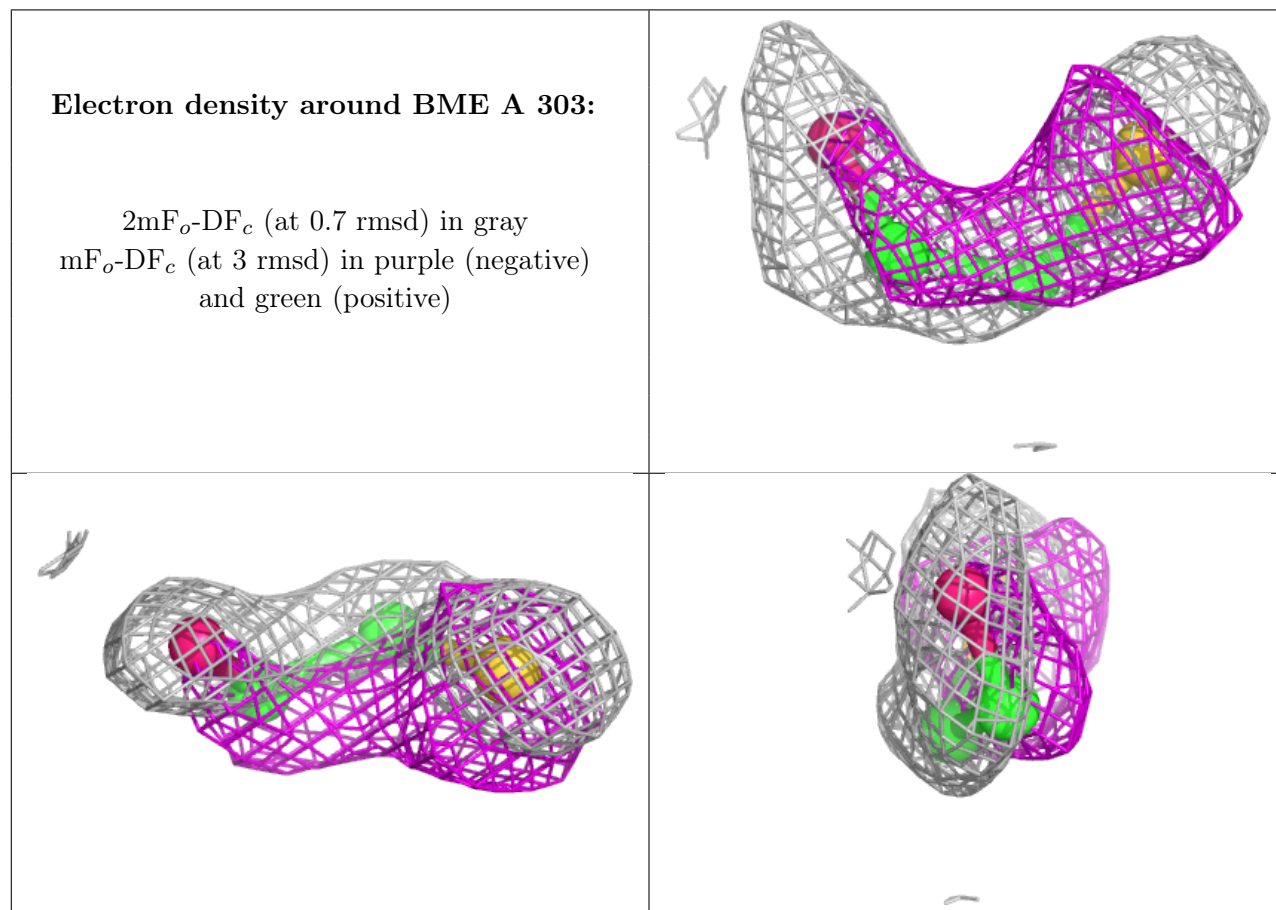 Electron density around BME A 303:
2mFₒ-DF𝒸 (at 0.7 rmsd) in gray
mFₒ-DF𝒸 (at 3 rmsd) in purple (negative)
and green (positive)